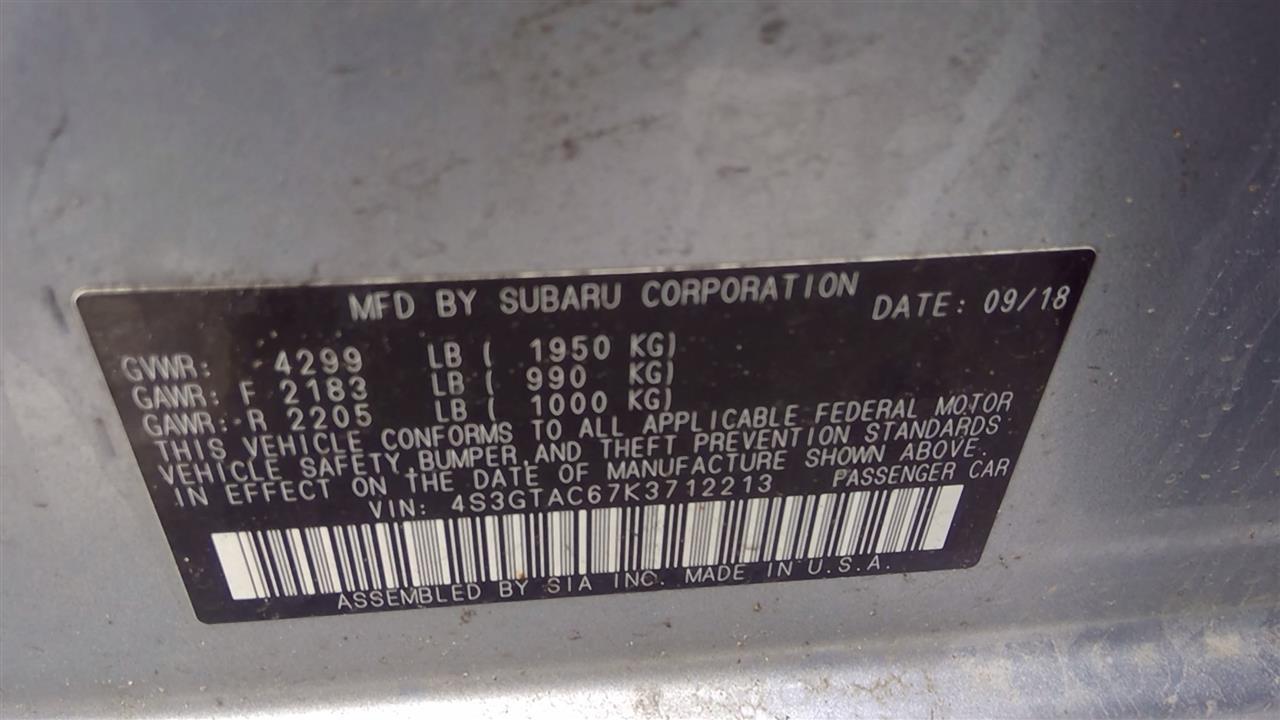 MFD BY SUBARU CORPORATION DATE: 09/18
GVWR: 4299 LB ( 1950 KG)
GAWR: F 2183 LB ( 990 KG)
GAWR: R 2205 LB ( 1000 KG)
THIS VEHICLE CONFORMS TO ALL APPLICABLE FEDERAL MOTOR
VEHICLE SAFETY, BUMPER, AND THEFT PREVENTION STANDARDS
IN EFFECT ON THE DATE OF MANUFACTURE SHOWN ABOVE.
VIN: 4S3GTAC67K3712213 PASSENGER CAR
ASSEMBLED BY SIA INC. MADE IN U.S.A.